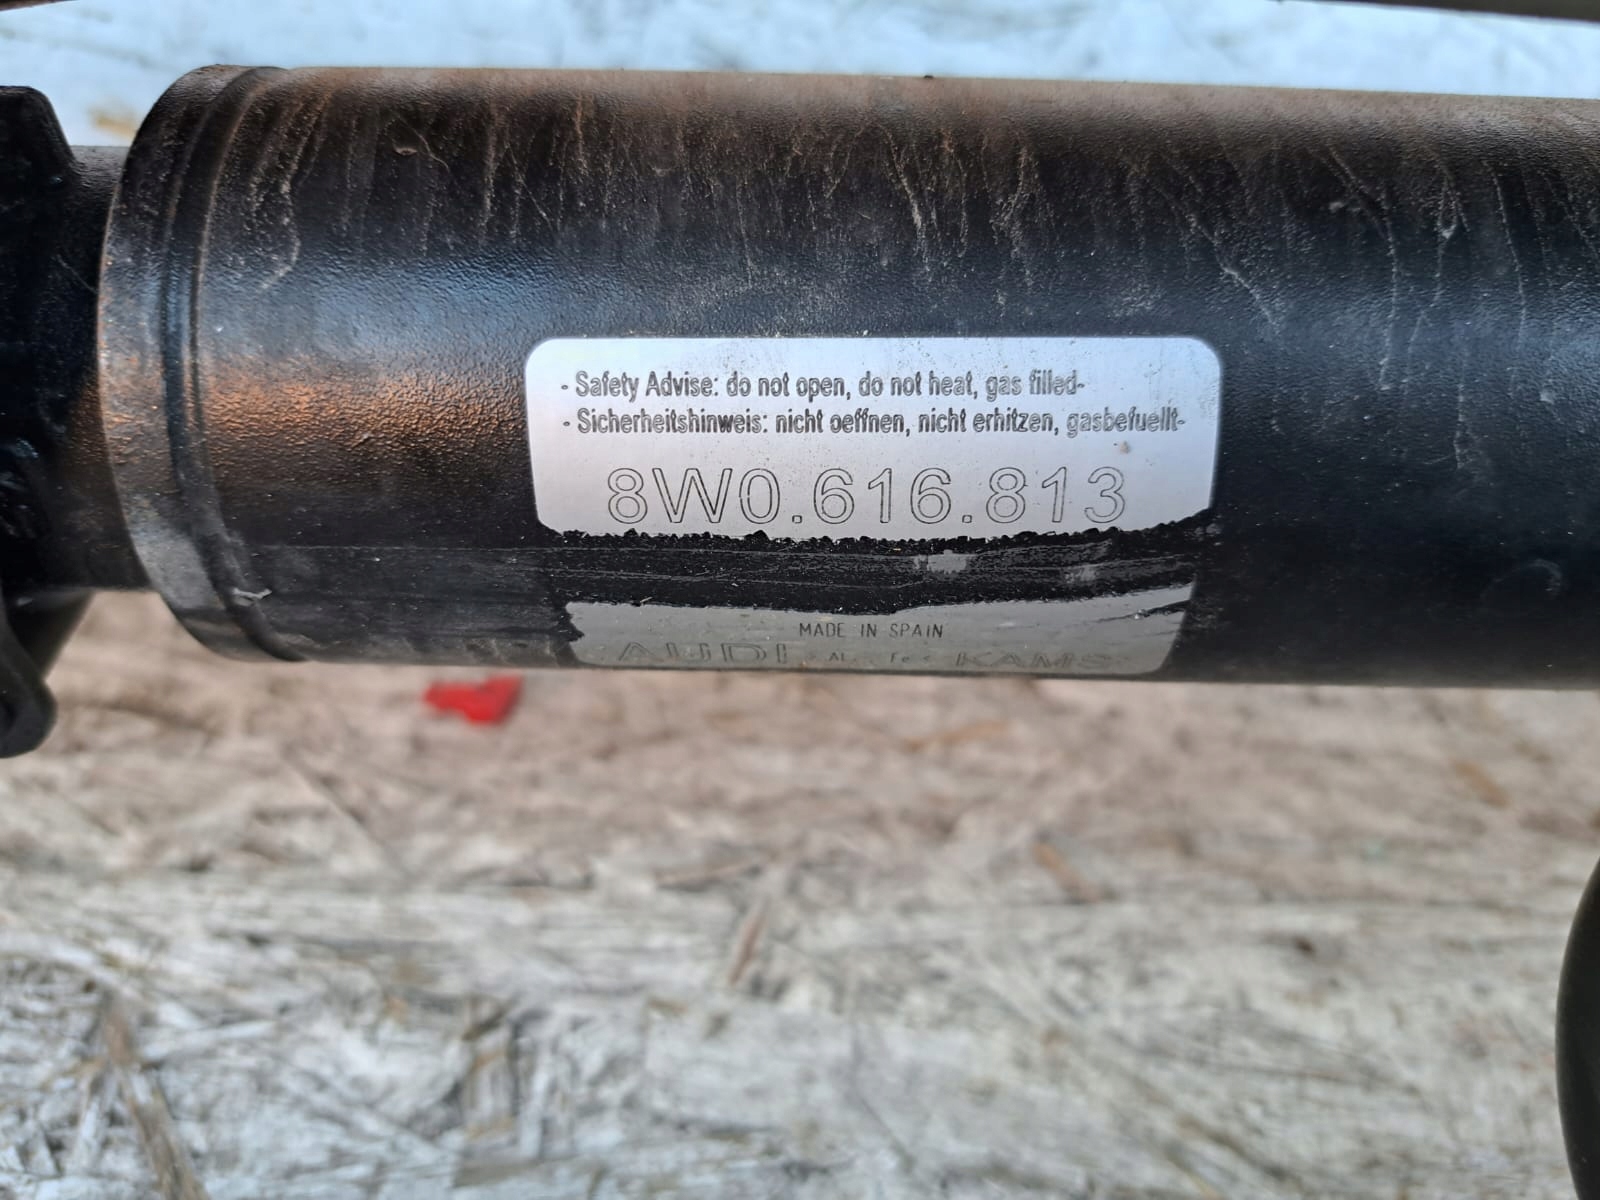 - Safety Advise: do not open, do not heat, gas filled-
- Sicherheitshinweis: nicht oeffnen, nicht erhitzen, gasbefuellt-
8W0.616.813
MADE IN SPAIN
AUDI